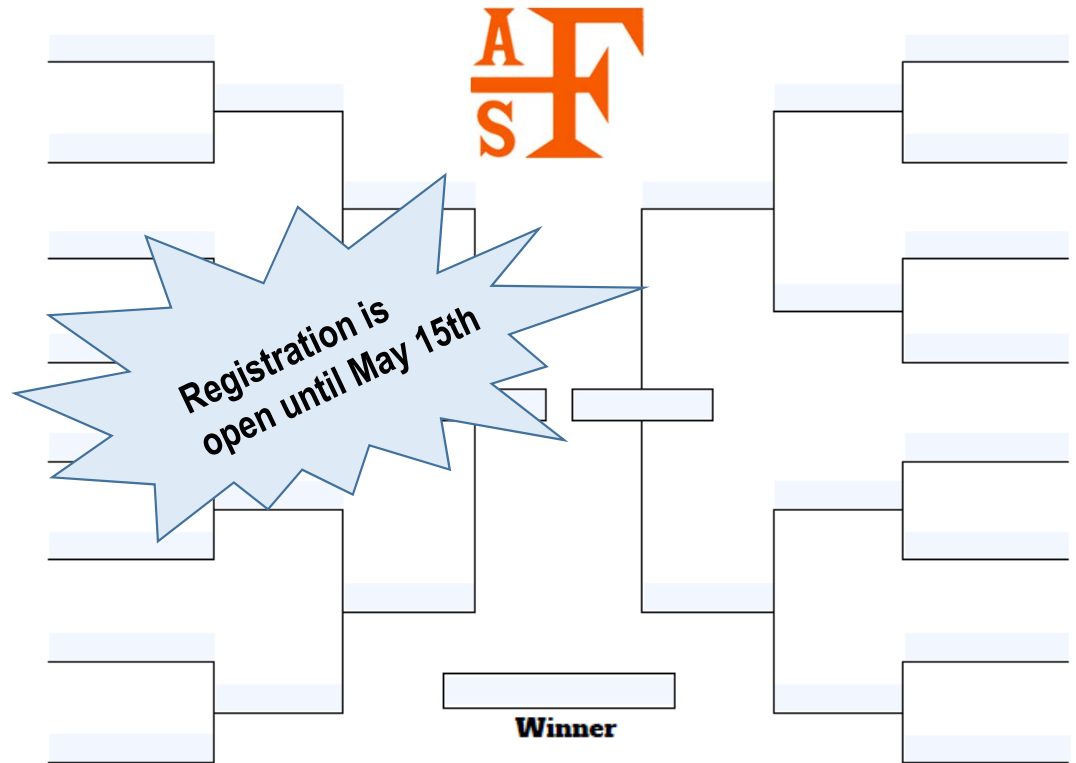 A
F
S
Registration is
open until May 15th
Winner